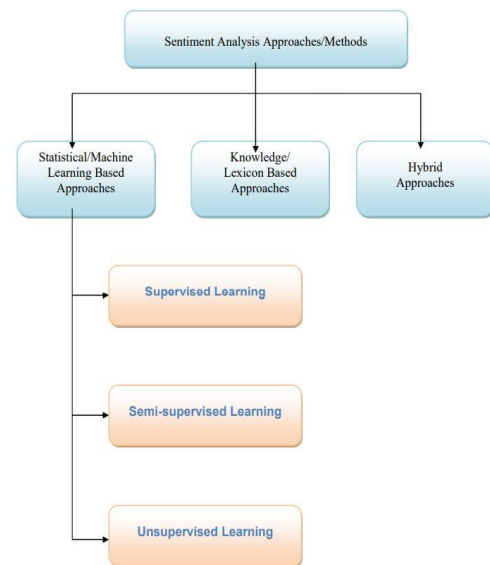 Sentiment Analysis Approaches/Methods
Statistical/Machine
Learning Based
Approaches
Knowledge/
Lexicon Based
Approaches
Hybrid
Approaches
Supervised Learning
Semi-supervised Learning
Unsupervised Learning